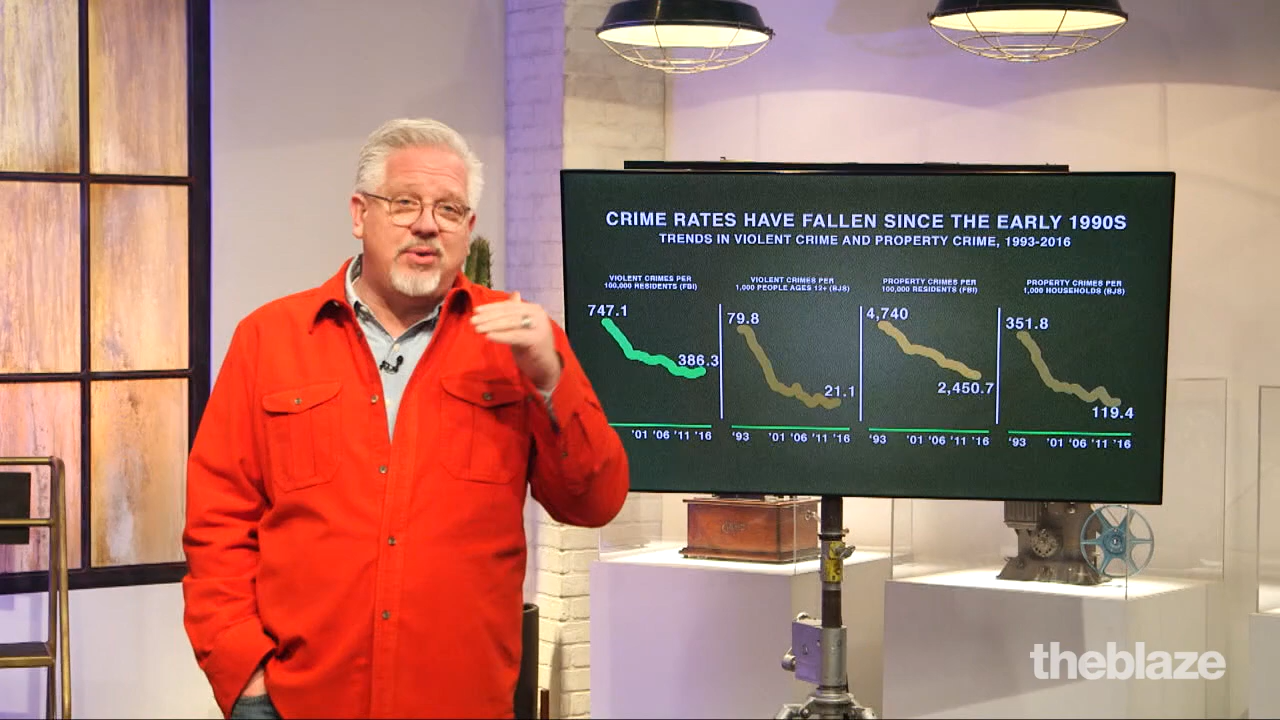 CRIME RATES HAVE FALLEN SINCE THE EARLY 1990S
TRENDS IN VIOLENT CRIME AND PROPERTY CRIME, 1993-2016
VIOLENT CRIMES PER
100,000 RESIDENTS (FBI)
747.1
386.3
'01 '06 '11 '16
VIOLENT CRIMES PER
1,000 PEOPLE AGES 12+ (BJS)
79.8
21.1
'93 '01 '06 '11 '16
PROPERTY CRIMES PER
100,000 RESIDENTS (FBI)
4,740
2,450.7
'93 '01 '06 '11 '16
PROPERTY CRIMES PER
1,000 HOUSEHOLDS (BJS)
351.8
119.4
'93 '01 '06 '11 '16
theblaze